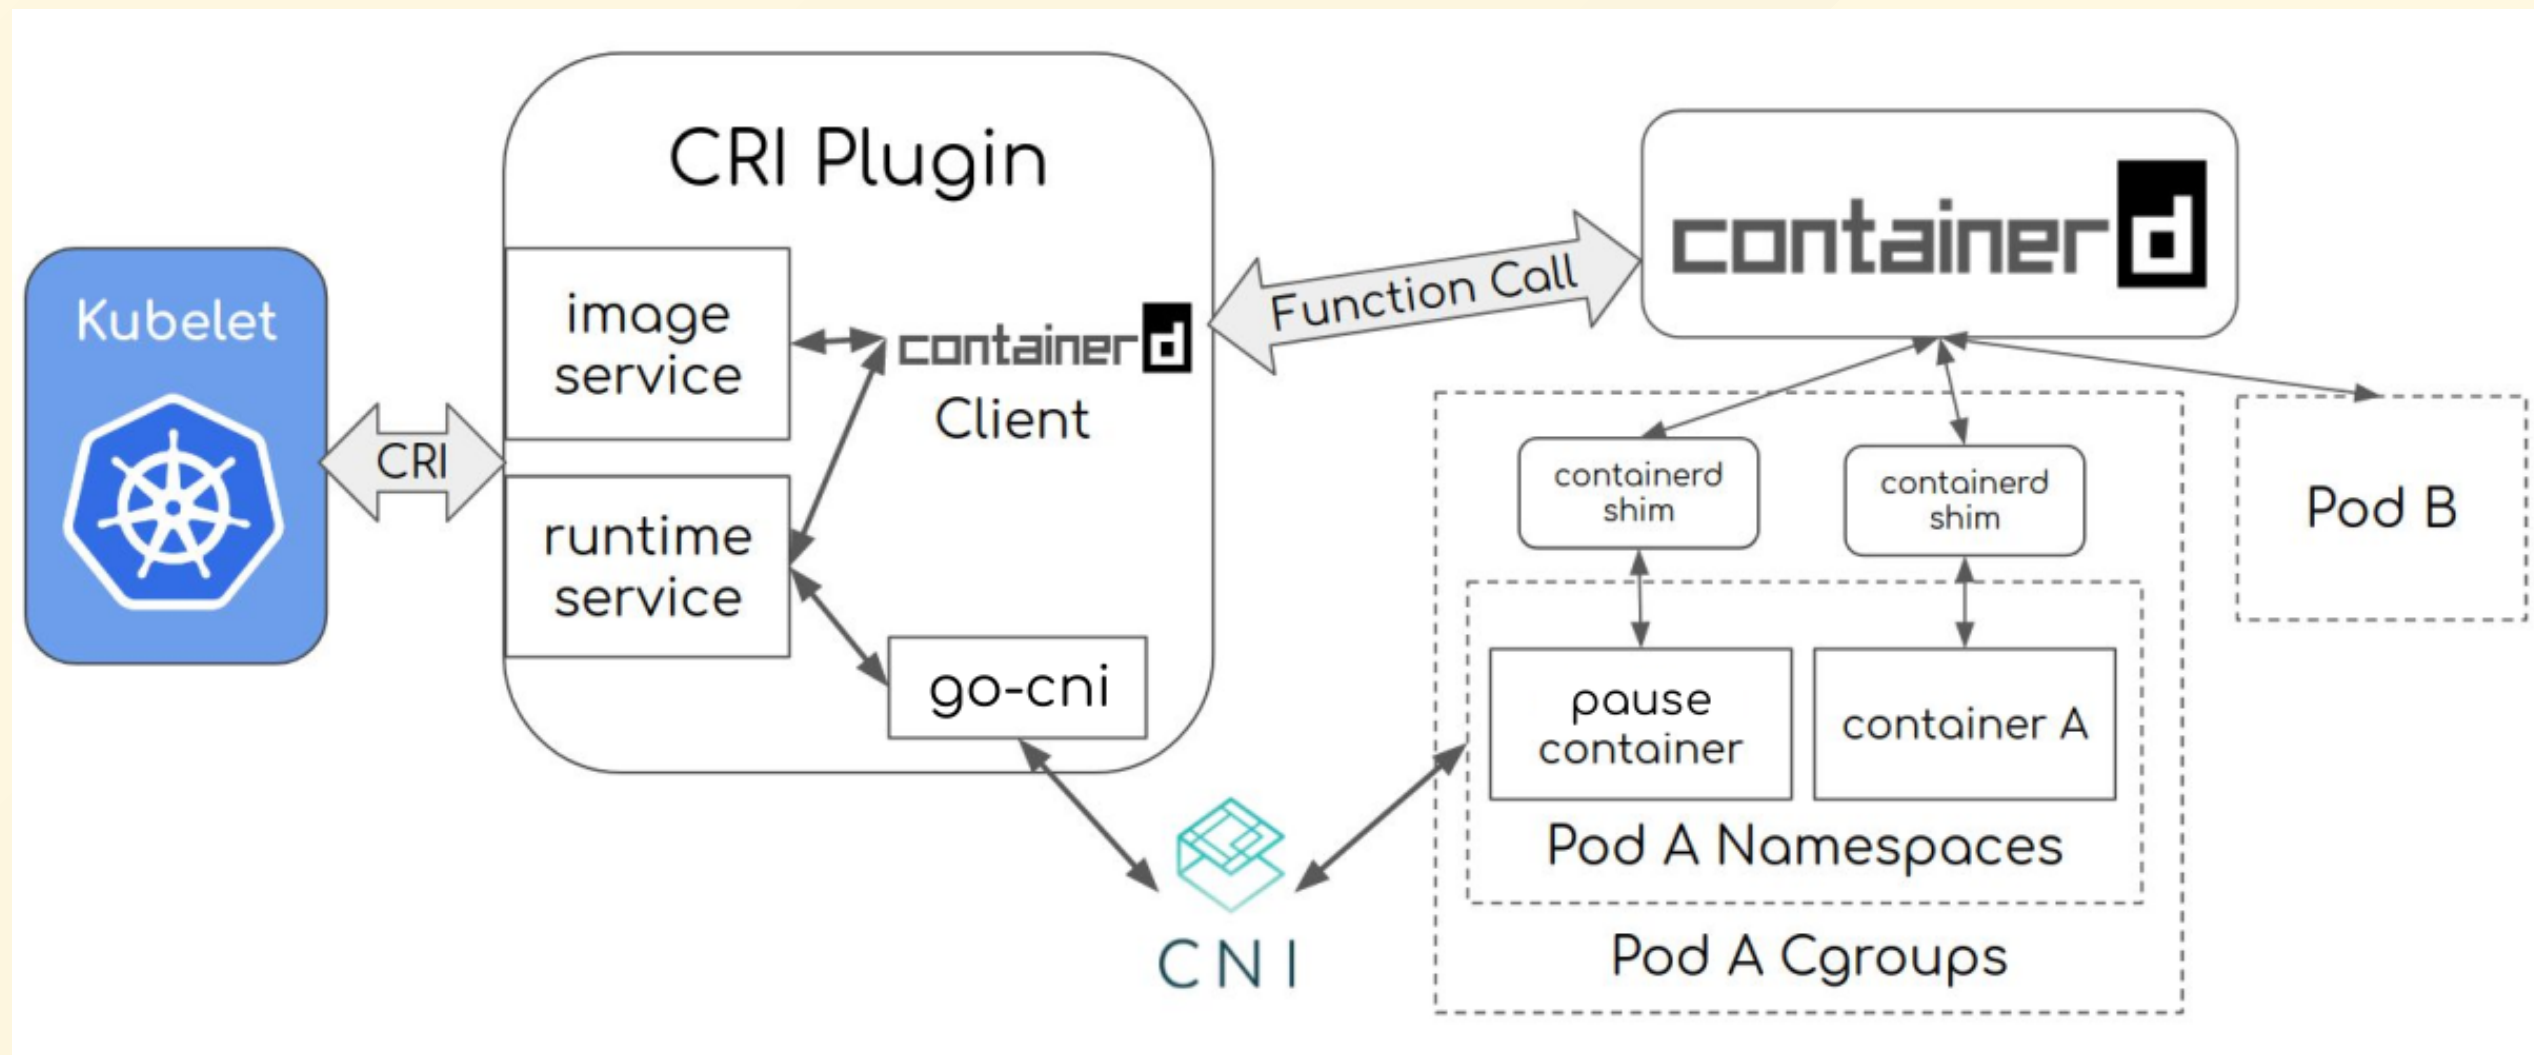 Kubelet
CRI
CRI Plugin
image
service
runtime
service
containerd
Client
go-cni
Function Call
containerd
containerd
shim
containerd
shim
pause
container
container A
Pod A Namespaces
Pod A Cgroups
Pod B
CNI